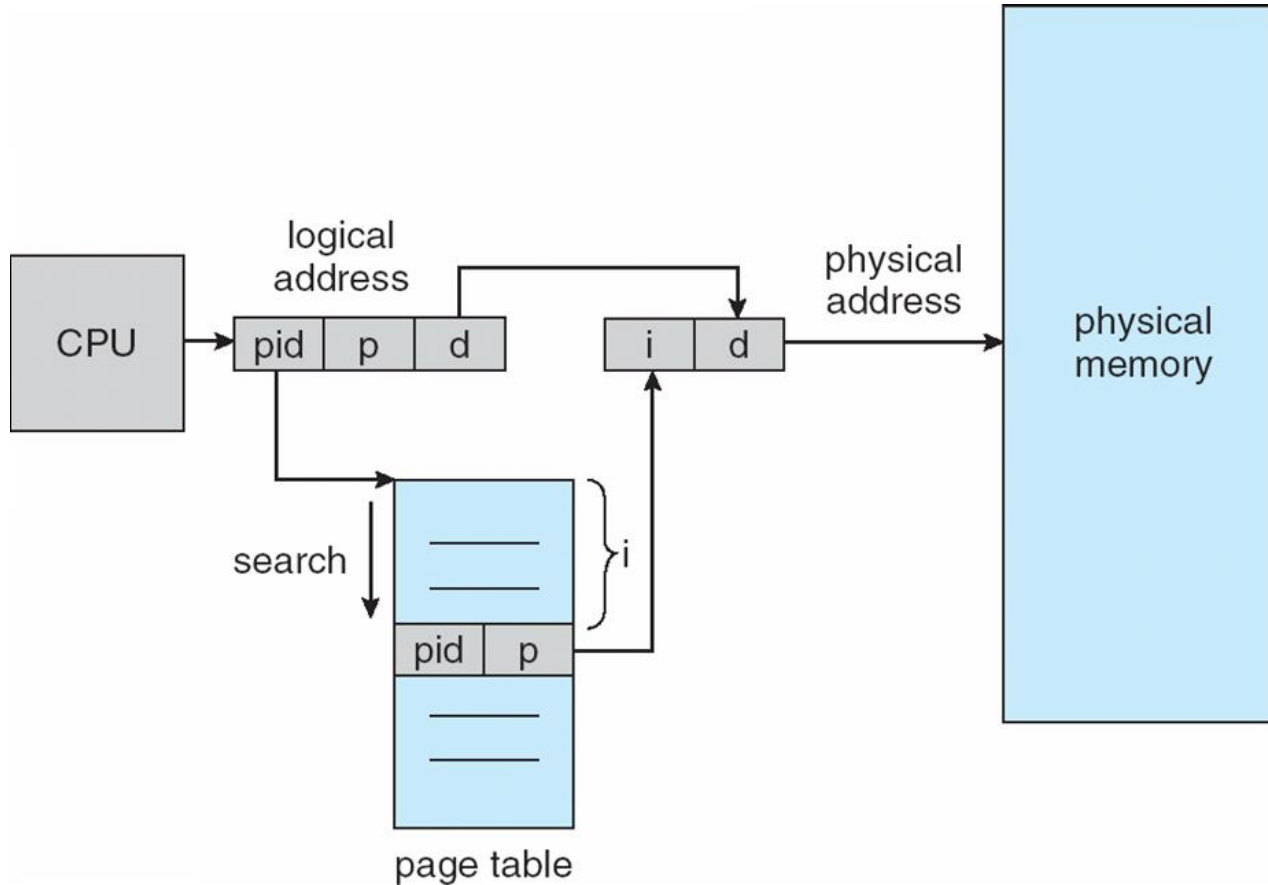 logical
address
physical
address
CPU
pid p d
i d
physical
memory
search
i
pid p
page table